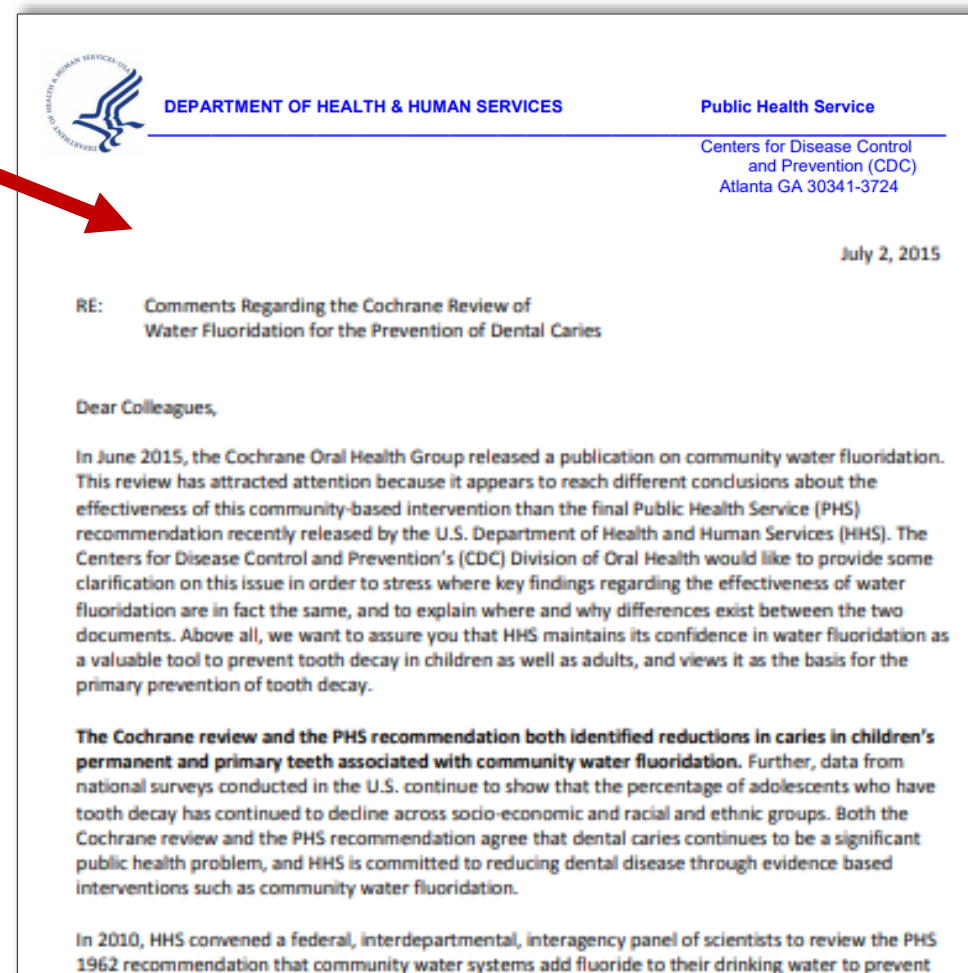 DEPARTMENT OF HEALTH & HUMAN SERVICES
Public Health Service
Centers for Disease Control
and Prevention (CDC)
Atlanta GA 30341-3724
July 2, 2015
RE: Comments Regarding the Cochrane Review of
Water Fluoridation for the Prevention of Dental Caries
Dear Colleagues,
In June 2015, the Cochrane Oral Health Group released a publication on community water fluoridation.
This review has attracted attention because it appears to reach different conclusions about the
effectiveness of this community-based intervention than the final Public Health Service (PHS)
recommendation recently released by the U.S. Department of Health and Human Services (HHS). The
Centers for Disease Control and Prevention's (CDC) Division of Oral Health would like to provide some
clarification on this issue in order to stress where key findings regarding the effectiveness of water
fluoridation are in fact the same, and to explain where and why differences exist between the two
documents. Above all, we want to assure you that HHS maintains its confidence in water fluoridation as
a valuable tool to prevent tooth decay in children as well as adults, and views it as the basis for the
primary prevention of tooth decay.
The Cochrane review and the PHS recommendation both identified reductions in caries in children's
permanent and primary teeth associated with community water fluoridation. Further, data from
national surveys conducted in the U.S. continue to show that the percentage of adolescents who have
tooth decay has continued to decline across socio-economic and racial and ethnic groups. Both the
Cochrane review and the PHS recommendation agree that dental caries continues to be a significant
public health problem, and HHS is committed to reducing dental disease through evidence based
interventions such as community water fluoridation.
In 2010, HHS convened a federal, interdepartmental, interagency panel of scientists to review the PHS
1962 recommendation that community water systems add fluoride to their drinking water to prevent